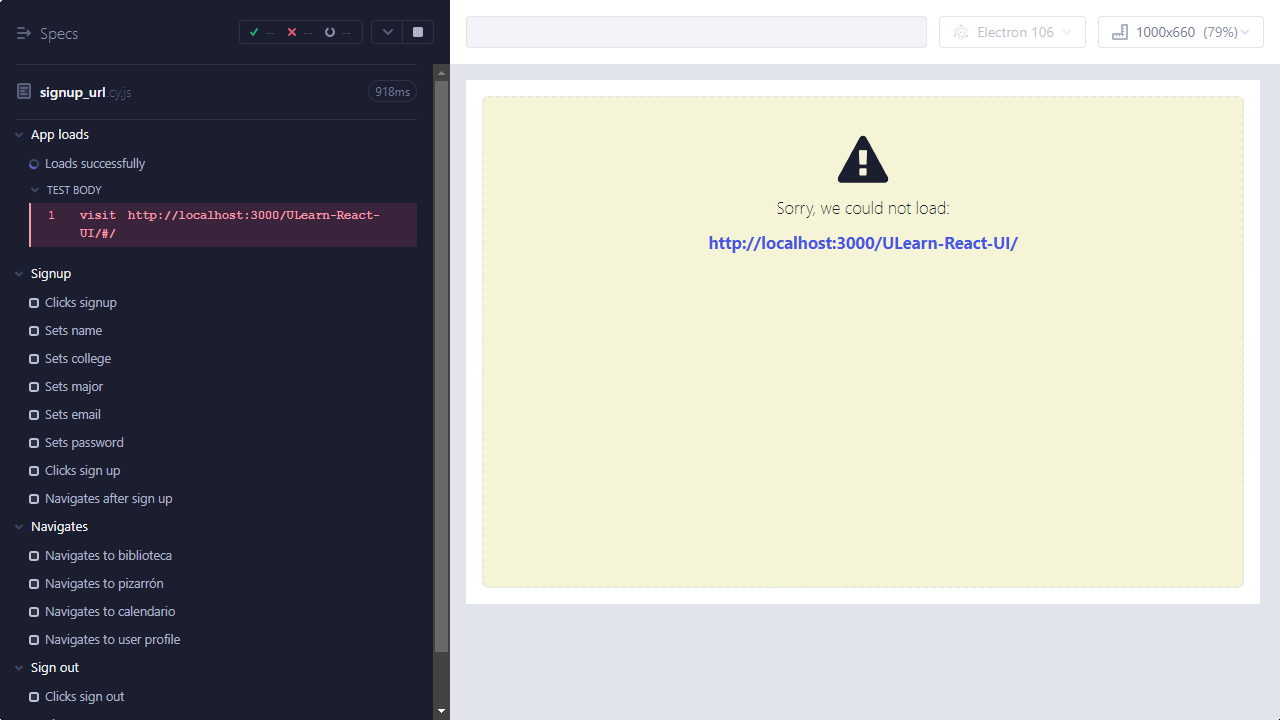 Specs
-- -- --
signup_url.cy.js
918ms
App loads
Loads successfully
TEST BODY
1 visit http://localhost:3000/ULearn-React-
UI/#/
Signup
Clicks signup
Sets name
Sets college
Sets major
Sets email
Sets password
Clicks sign up
Navigates after sign up
Navigates
Navigates to biblioteca
Navigates to pizarrón
Navigates to calendario
Navigates to user profile
Sign out
Clicks sign out
Electron 106
1000x660 (79%)
Sorry, we could not load:
http://localhost:3000/ULearn-React-UI/